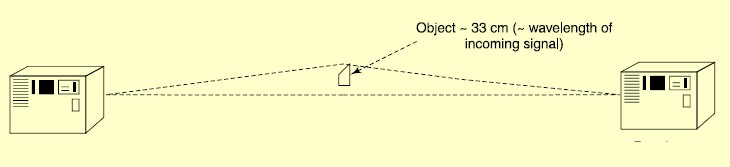 Object ~ 33 cm (~ wavelength of
incoming signal)